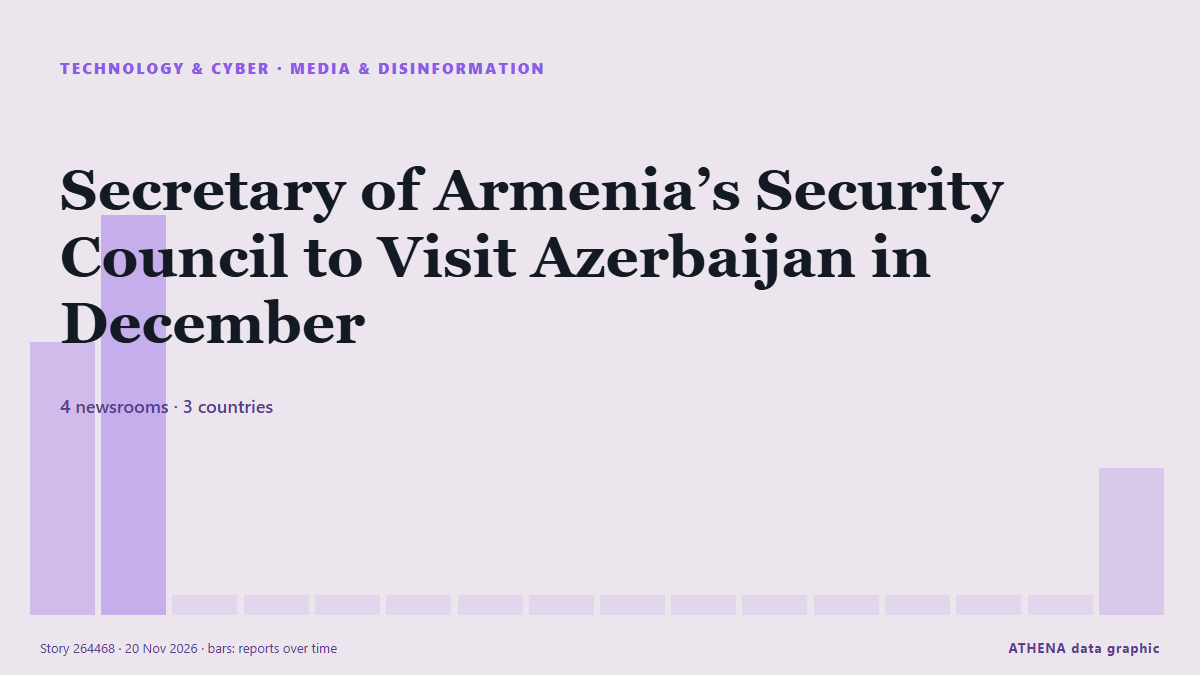 TECHNOLOGY & CYBER · MEDIA & DISINFORMATION
Secretary of Armenia’s Security
Council to Visit Azerbaijan in
December
4 newsrooms · 3 countries
Story 264468 · 20 Nov 2026 · bars: reports over time
ATHENA data graphic